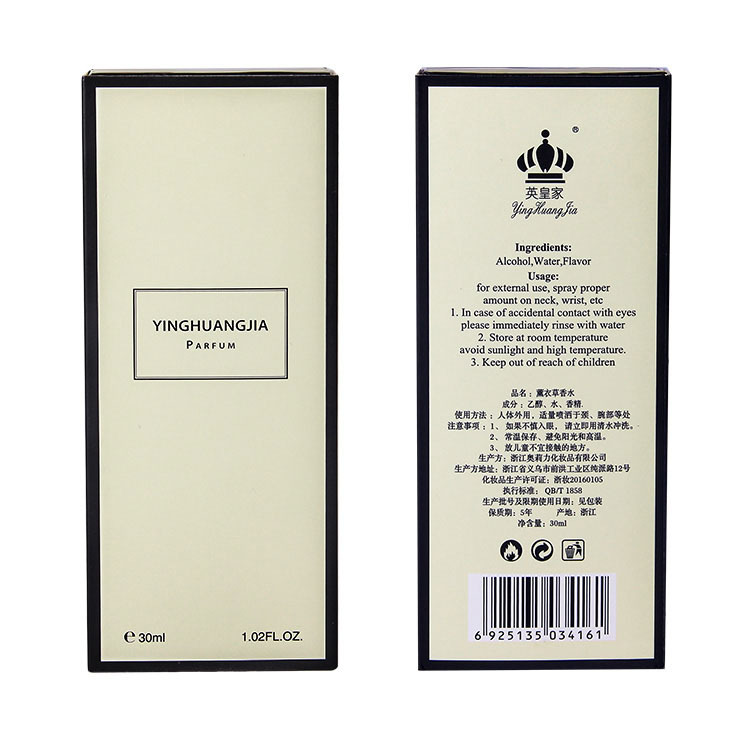 YINGHUANGJIA
PARFUM
℮ 30ml 1.02FL.OZ.
®
英皇家
YingHuangJia
Ingredients:
Alcohol,Water,Flavor
Usage:
for external use, spray proper
amount on neck, wrist, etc
1. In case of accidental contact with eyes
please immediately rinse with water
2. Store at room temperature
avoid sunlight and high temperature.
3. Keep out of reach of children
品名：薰衣草香水
成分：乙醇、水、香精.
使用方法：人体外用，适量喷洒于颈、腕部等处
注意事项：1、如果不慎入眼，请立即用清水冲洗。
2、常温保存、避免阳光和高温。
3、放儿童不宜接触的地方。
生产方：浙江奥莉力化妆品有限公司
生产方地址：浙江省义乌市前洪工业区纯派路12号
化妆品生产许可证：浙妆20160105
执行标准：QB/T 1858
生产批号及限期使用日期：见包装
保质期：5年 产地：浙江
净含量：30ml
6 925135 034161